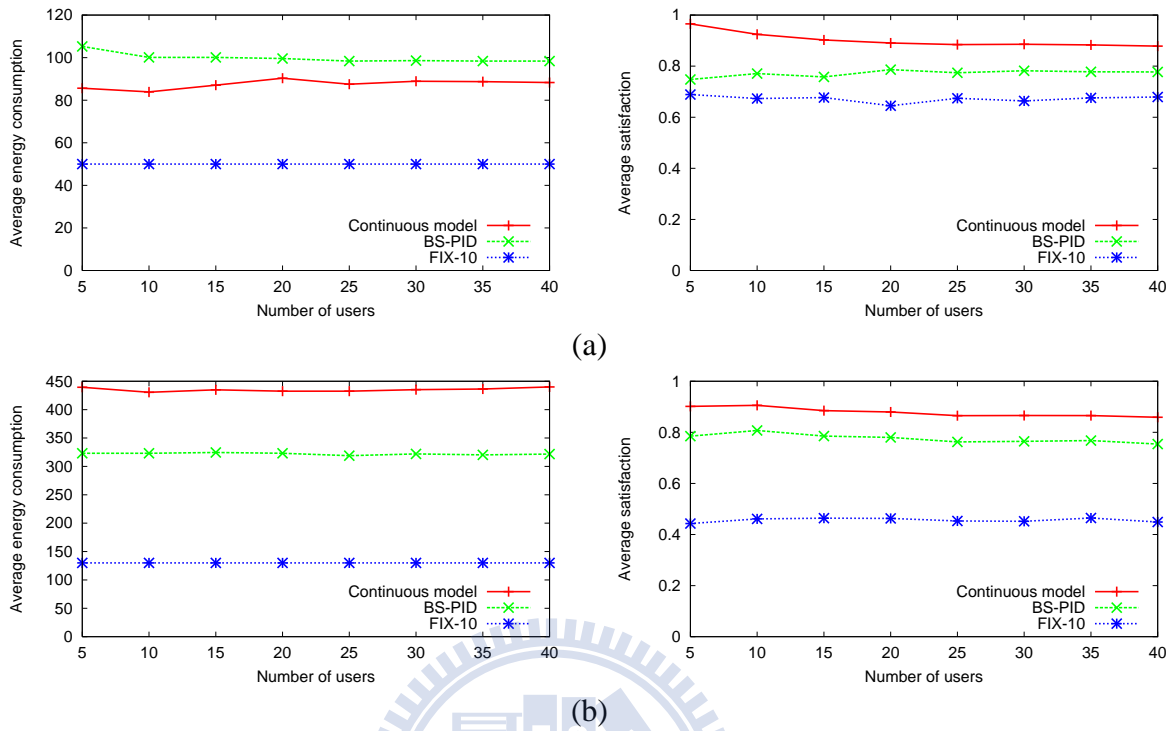 Average energy consumption
120
100
80
60
40
20
0
5 10 15 20 25 30 35 40
Number of users
Continuous model
BS-PID
FIX-10
Average satisfaction
1
0.8
0.6
0.4
0.2
0
5 10 15 20 25 30 35 40
Number of users
Continuous model
BS-PID
FIX-10
(a)
Average energy consumption
450
400
350
300
250
200
150
100
50
0
5 10 15 20 25 30 35 40
Number of users
Continuous model
BS-PID
FIX-10
Average satisfaction
1
0.8
0.6
0.4
0.2
0
5 10 15 20 25 30 35 40
Number of users
Continuous model
BS-PID
FIX-10
(b)